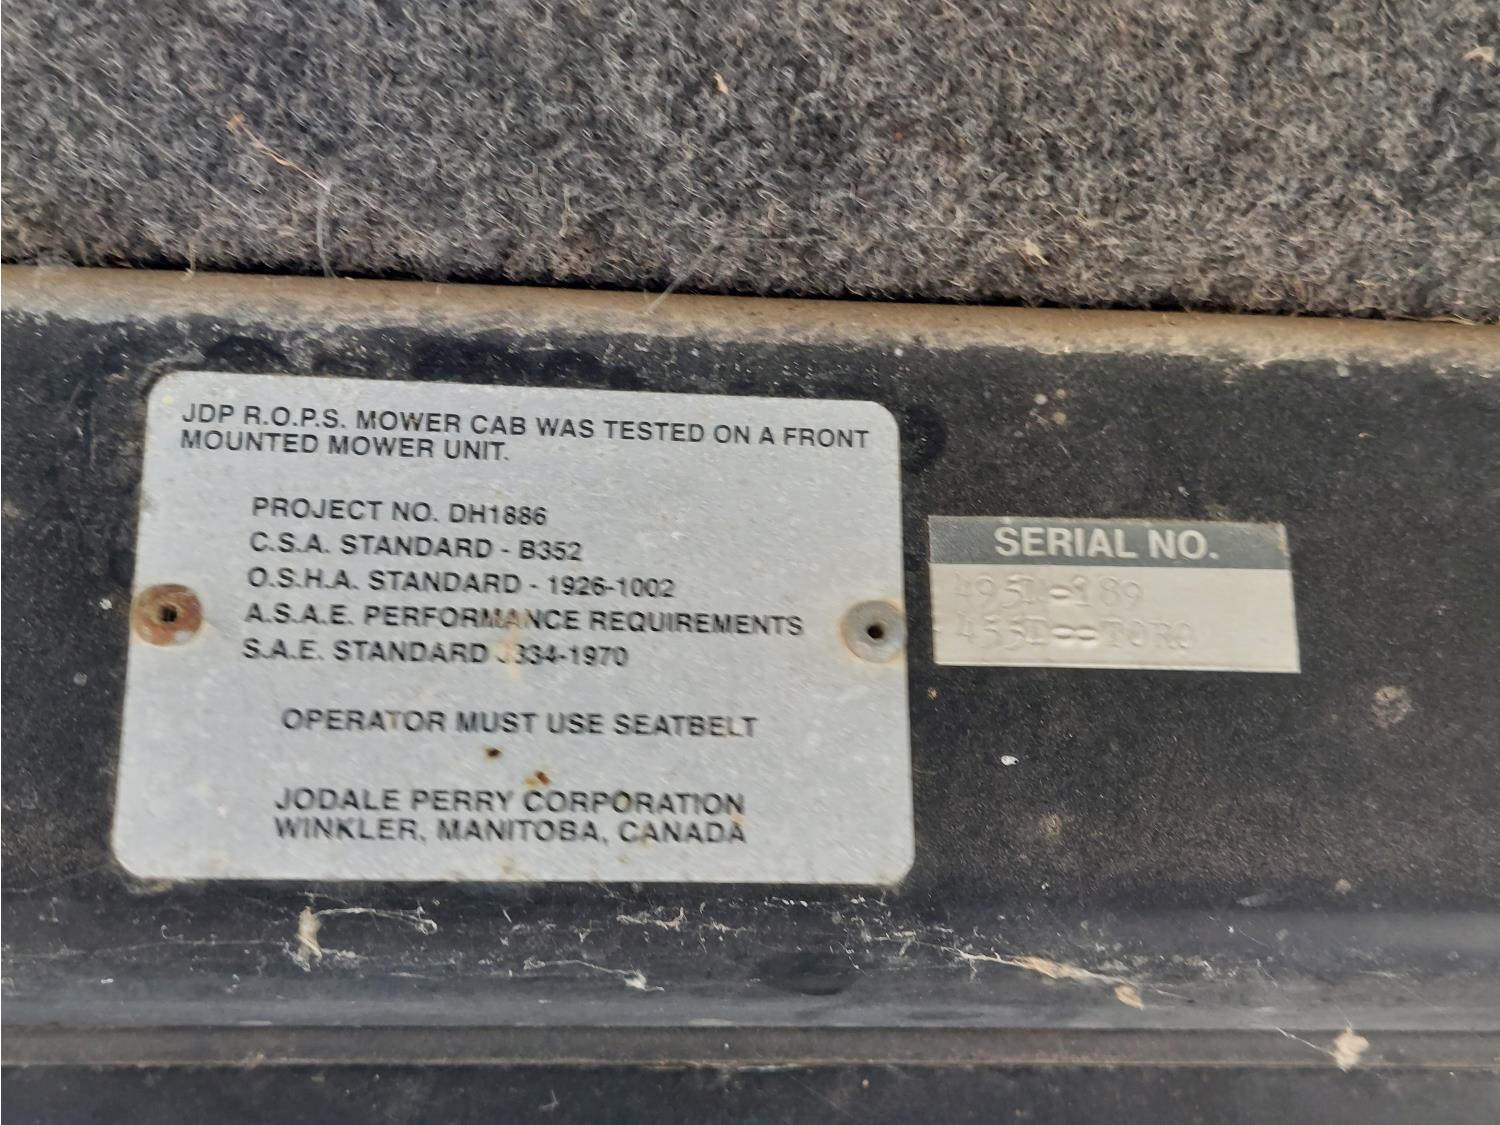 JDP R.O.P.S. MOWER CAB WAS TESTED ON A FRONT
MOUNTED MOWER UNIT.
PROJECT NO. DH1886
C.S.A. STANDARD - B352
O.S.H.A. STANDARD - 1926-1002
A.S.A.E. PERFORMANCE REQUIREMENTS
S.A.E. STANDARD J334-1970
OPERATOR MUST USE SEATBELT
JODALE PERRY CORPORATION
WINKLER, MANITOBA, CANADA
SERIAL NO.
TORO